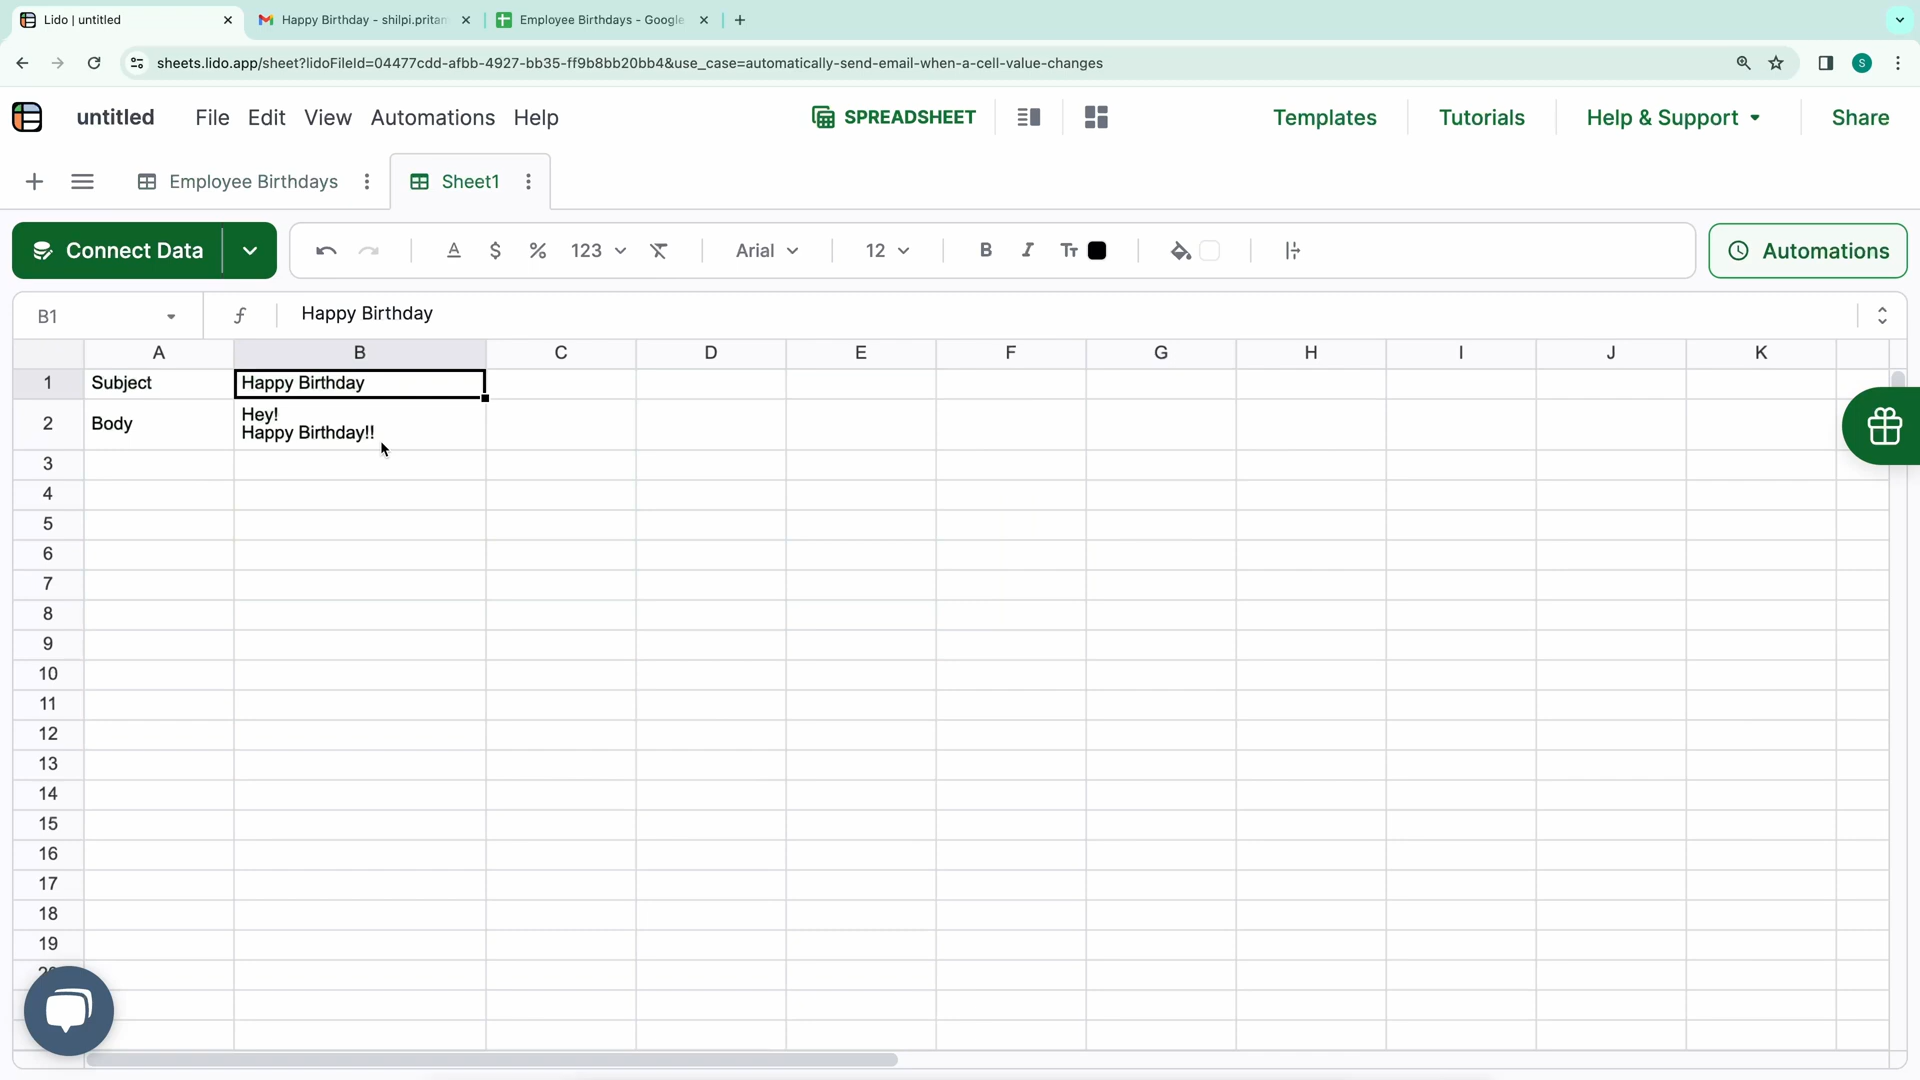 Lido | untitled
Happy Birthday - shilpi.pritam
Employee Birthdays - Google
sheets.lido.app/sheet?lidoFileId=04477cdd-afbb-4927-bb35-ff9b8bb20bb4&use_case=automatically-send-email-when-a-cell-value-changes
S
untitled File Edit View Automations Help
SPREADSHEET
Templates Tutorials Help & Support Share
Employee Birthdays
Sheet1
Connect Data
A $ % 123 Arial 12 B I Tт
Automations
B1 f Happy Birthday
A B C D E F G H I J K
1 Subject Happy Birthday
2 Body Hey!
Happy Birthday!!
3
4
5
6
7
8
9
10
11
12
13
14
15
16
17
18
19